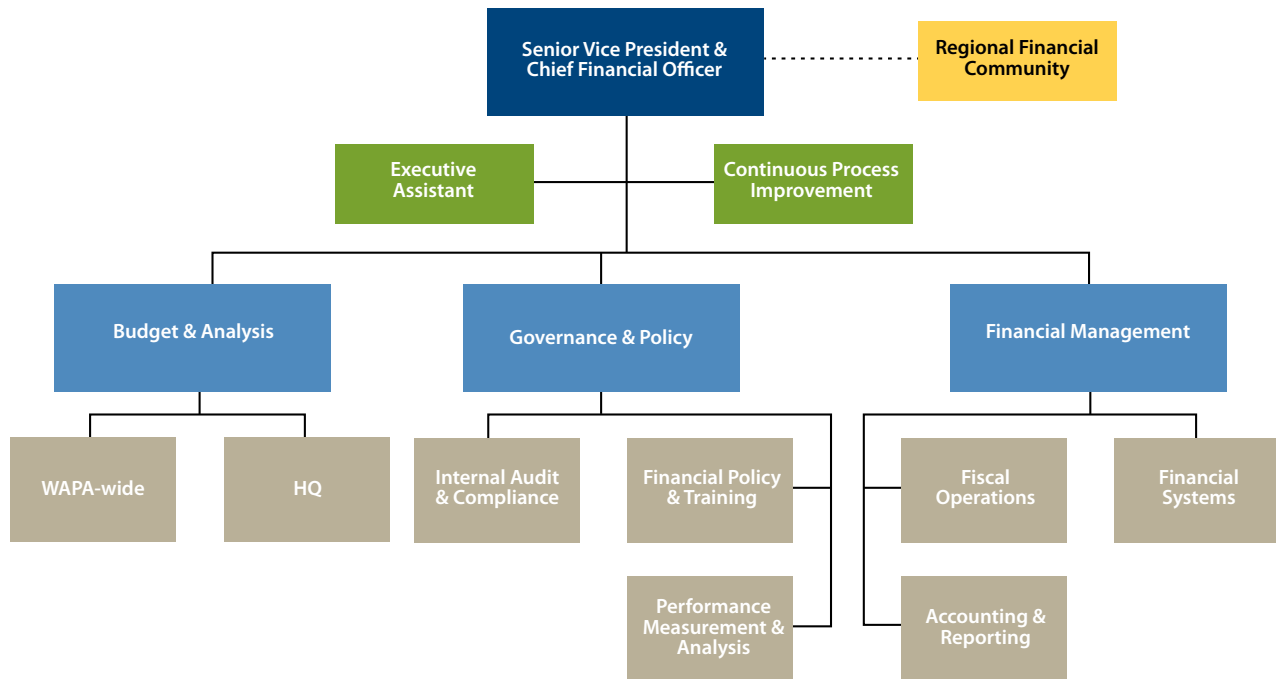 Senior Vice President &
Chief Financial Officer
Regional Financial
Community
Executive
Assistant
Continuous Process
Improvement
Budget & Analysis
Governance & Policy
Financial Management
WAPA-wide
HQ
Internal Audit
& Compliance
Financial Policy
& Training
Fiscal
Operations
Financial
Systems
Performance
Measurement &
Analysis
Accounting &
Reporting